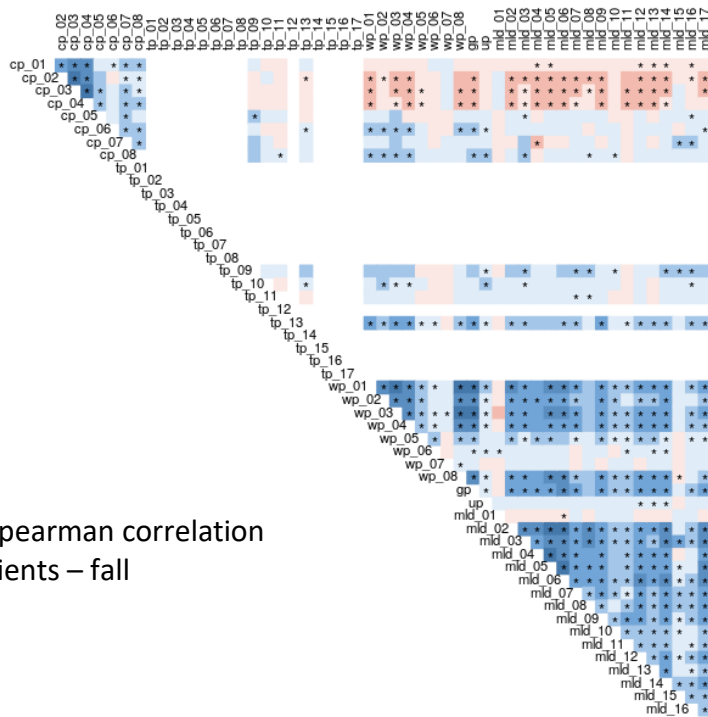 cp_02 cp_03 cp_04 cp_05 cp_06 cp_07 cp_08 tp_01 tp_02 tp_03 tp_04 tp_05 tp_06 tp_07 tp_08 tp_09 tp_10 tp_11 tp_12 tp_13 tp_14 tp_15 tp_16 tp_17 wp_01 wp_02 wp_03 wp_04 wp_05 wp_06 wp_07 wp_08 gp up mld_01 mld_02 mld_03 mld_04 mld_05 mld_06 mld_07 mld_08 mld_09 mld_10 mld_11 mld_12 mld_13 mld_14 mld_15 mld_16 mld_17
cp_01
cp_02
cp_03
cp_04
cp_05
cp_06
cp_07
cp_08
tp_01
tp_02
tp_03
tp_04
tp_05
tp_06
tp_07
tp_08
tp_09
tp_10
tp_11
tp_12
tp_13
tp_14
tp_15
tp_16
tp_17
wp_01
wp_02
wp_03
wp_04
wp_05
wp_06
wp_07
wp_08
gp
up
mld_01
mld_02
mld_03
mld_04
mld_05
mld_06
mld_07
mld_08
mld_09
mld_10
mld_11
mld_12
mld_13
mld_14
mld_15
mld_16
pearman correlation
ients – fall